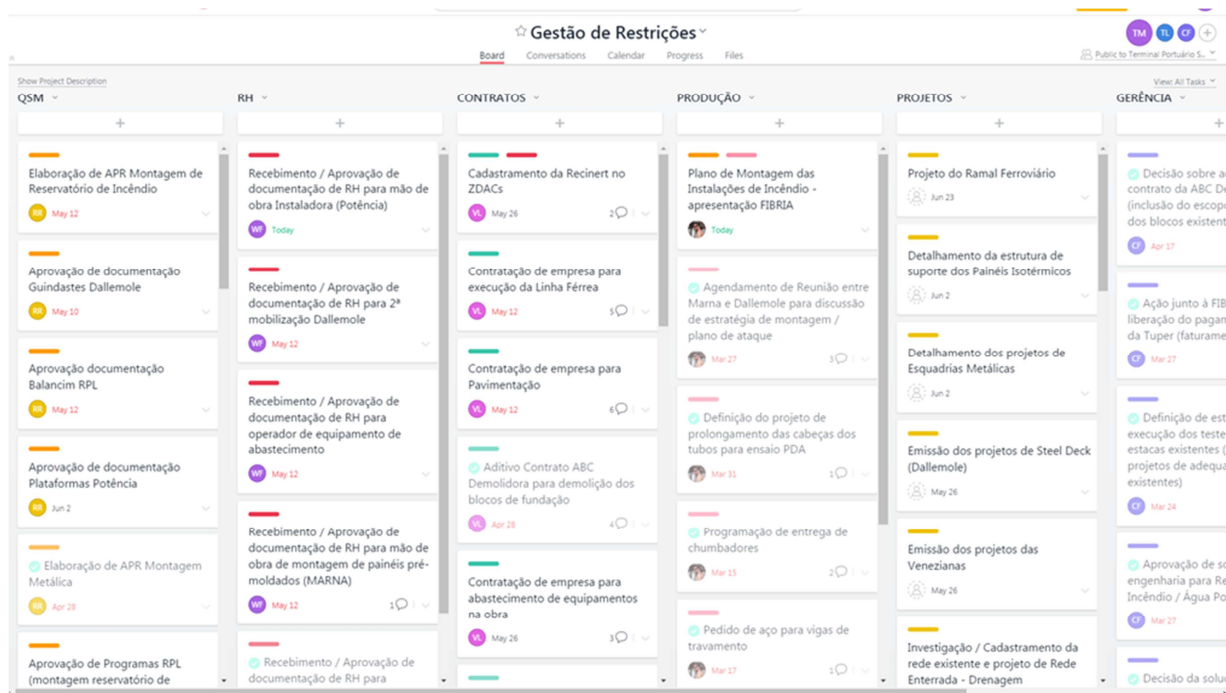 Gestão de Restrições
TM
TL
CF
Board
Conversations
Calendar
Progress
Files
Public to Terminal Portuário S...
Show Project Description
View: All Tasks
QSM
Elaboração de APR Montagem de
Reservatório de Incêndio
RR
May 12
Aprovação de documentação
Guindastes Dallemole
RR
May 10
Aprovação documentação
Balancim RPL
RR
May 12
Aprovação de documentação
Plataformas Potência
RR
Jun 2
Elaboração de APR Montagem
Metálica
RR
Apr 28
Aprovação de Programas RPL
(montagem reservatório de
RH
Recebimento / Aprovação de
documentação de RH para mão de
obra Instaladora (Potência)
WF
Today
Recebimento / Aprovação de
documentação de RH para 2ª
mobilização Dallemole
WF
May 12
Recebimento / Aprovação de
documentação de RH para
operador de equipamento de
abastecimento
WF
May 12
Recebimento / Aprovação de
documentação de RH para mão de
obra de montagem de painéis pré-
moldados (MARNA)
WF
May 12
1
Recebimento / Aprovação de
documentação de RH para
CONTRATOS
Cadastramento da Recinert no
ZDACs
VL
May 26
2
Contratação de empresa para
execução da Linha Férrea
VL
May 12
5
Contratação de empresa para
Pavimentação
VL
May 12
6
Aditivo Contrato ABC
Demolidora para demolição dos
blocos de fundação
VL
Apr 28
4
Contratação de empresa para
abastecimento de equipamentos
na obra
VL
May 26
3
PRODUÇÃO
Plano de Montagem das
Instalações de Incêndio -
apresentação FIBRIA
Today
Agendamento de Reunião entre
Marna e Dallemole para discussão
de estratégia de montagem /
plano de ataque
Mar 27
3
Definição do projeto de
prolongamento das cabeças dos
tubos para ensaio PDA
Mar 31
1
Programação de entrega de
chumbadores
Mar 15
2
Pedido de aço para vigas de
travamento
Mar 17
1
PROJETOS
Projeto do Ramal Ferroviário
Jun 23
Detalhamento da estrutura de
suporte dos Painéis Isotérmicos
Jun 2
Detalhamento dos projetos de
Esquadrias Metálicas
Jun 2
Emissão dos projetos de Steel Deck
(Dallemole)
May 26
Emissão dos projetos das
Venezianas
May 26
Investigação / Cadastramento da
rede existente e projeto de Rede
Enterrada - Drenagem
GERÊNCIA
Decisão sobre a
contrato da ABC De
(inclusão do escop
dos blocos existent
CF
Apr 17
Ação junto à FIB
liberação do pagan
da Tuper (faturame
CF
Mar 27
Definição de est
execução dos teste
estacas existentes (
projetos de adequa
existentes)
CF
Mar 24
Aprovação de so
engenharia para Re
Incêndio / Água Po
CF
Mar 27
Decisão da solu